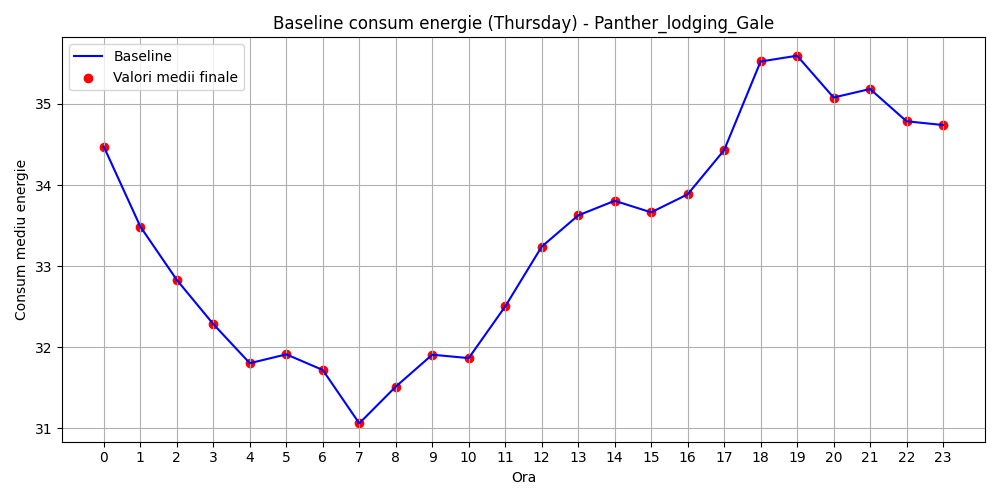 Baseline consum energie (Thursday) - Panther_lodging_Gale
Baseline
Valori medii finale
Consum mediu energie
35
34
33
32
31
0 1 2 3 4 5 6 7 8 9 10 11 12 13 14 15 16 17 18 19 20 21 22 23
Ora